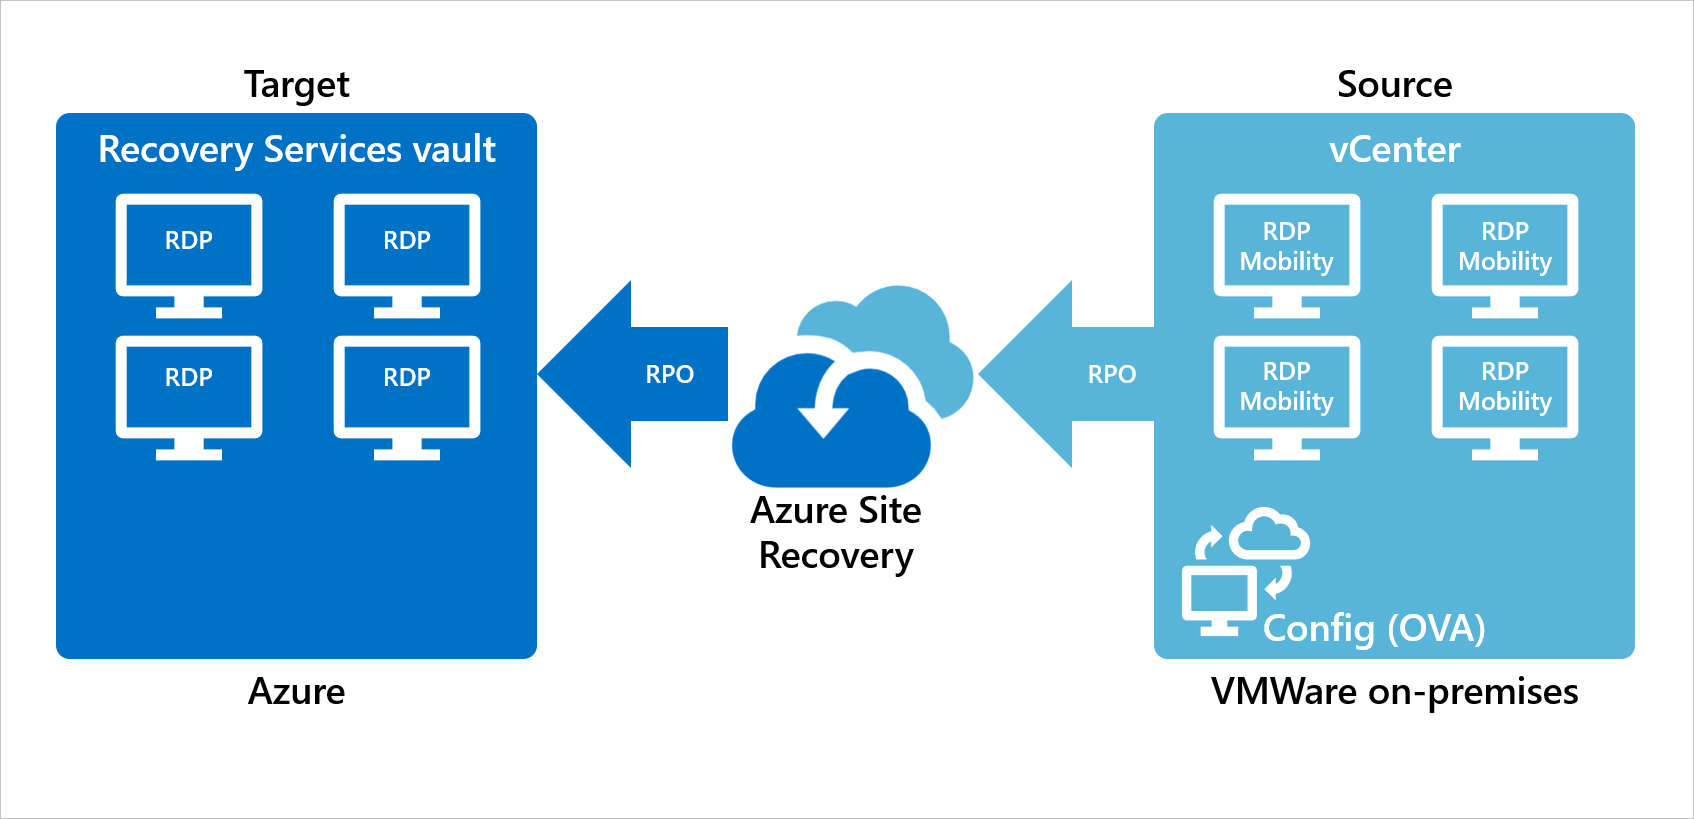 Target
Recovery Services vault
RDP
RDP
RDP
RDP
Azure
RPO
Azure Site
Recovery
RPO
Source
vCenter
RDP
Mobility
RDP
Mobility
RDP
Mobility
RDP
Mobility
Config (OVA)
VMWare on-premises